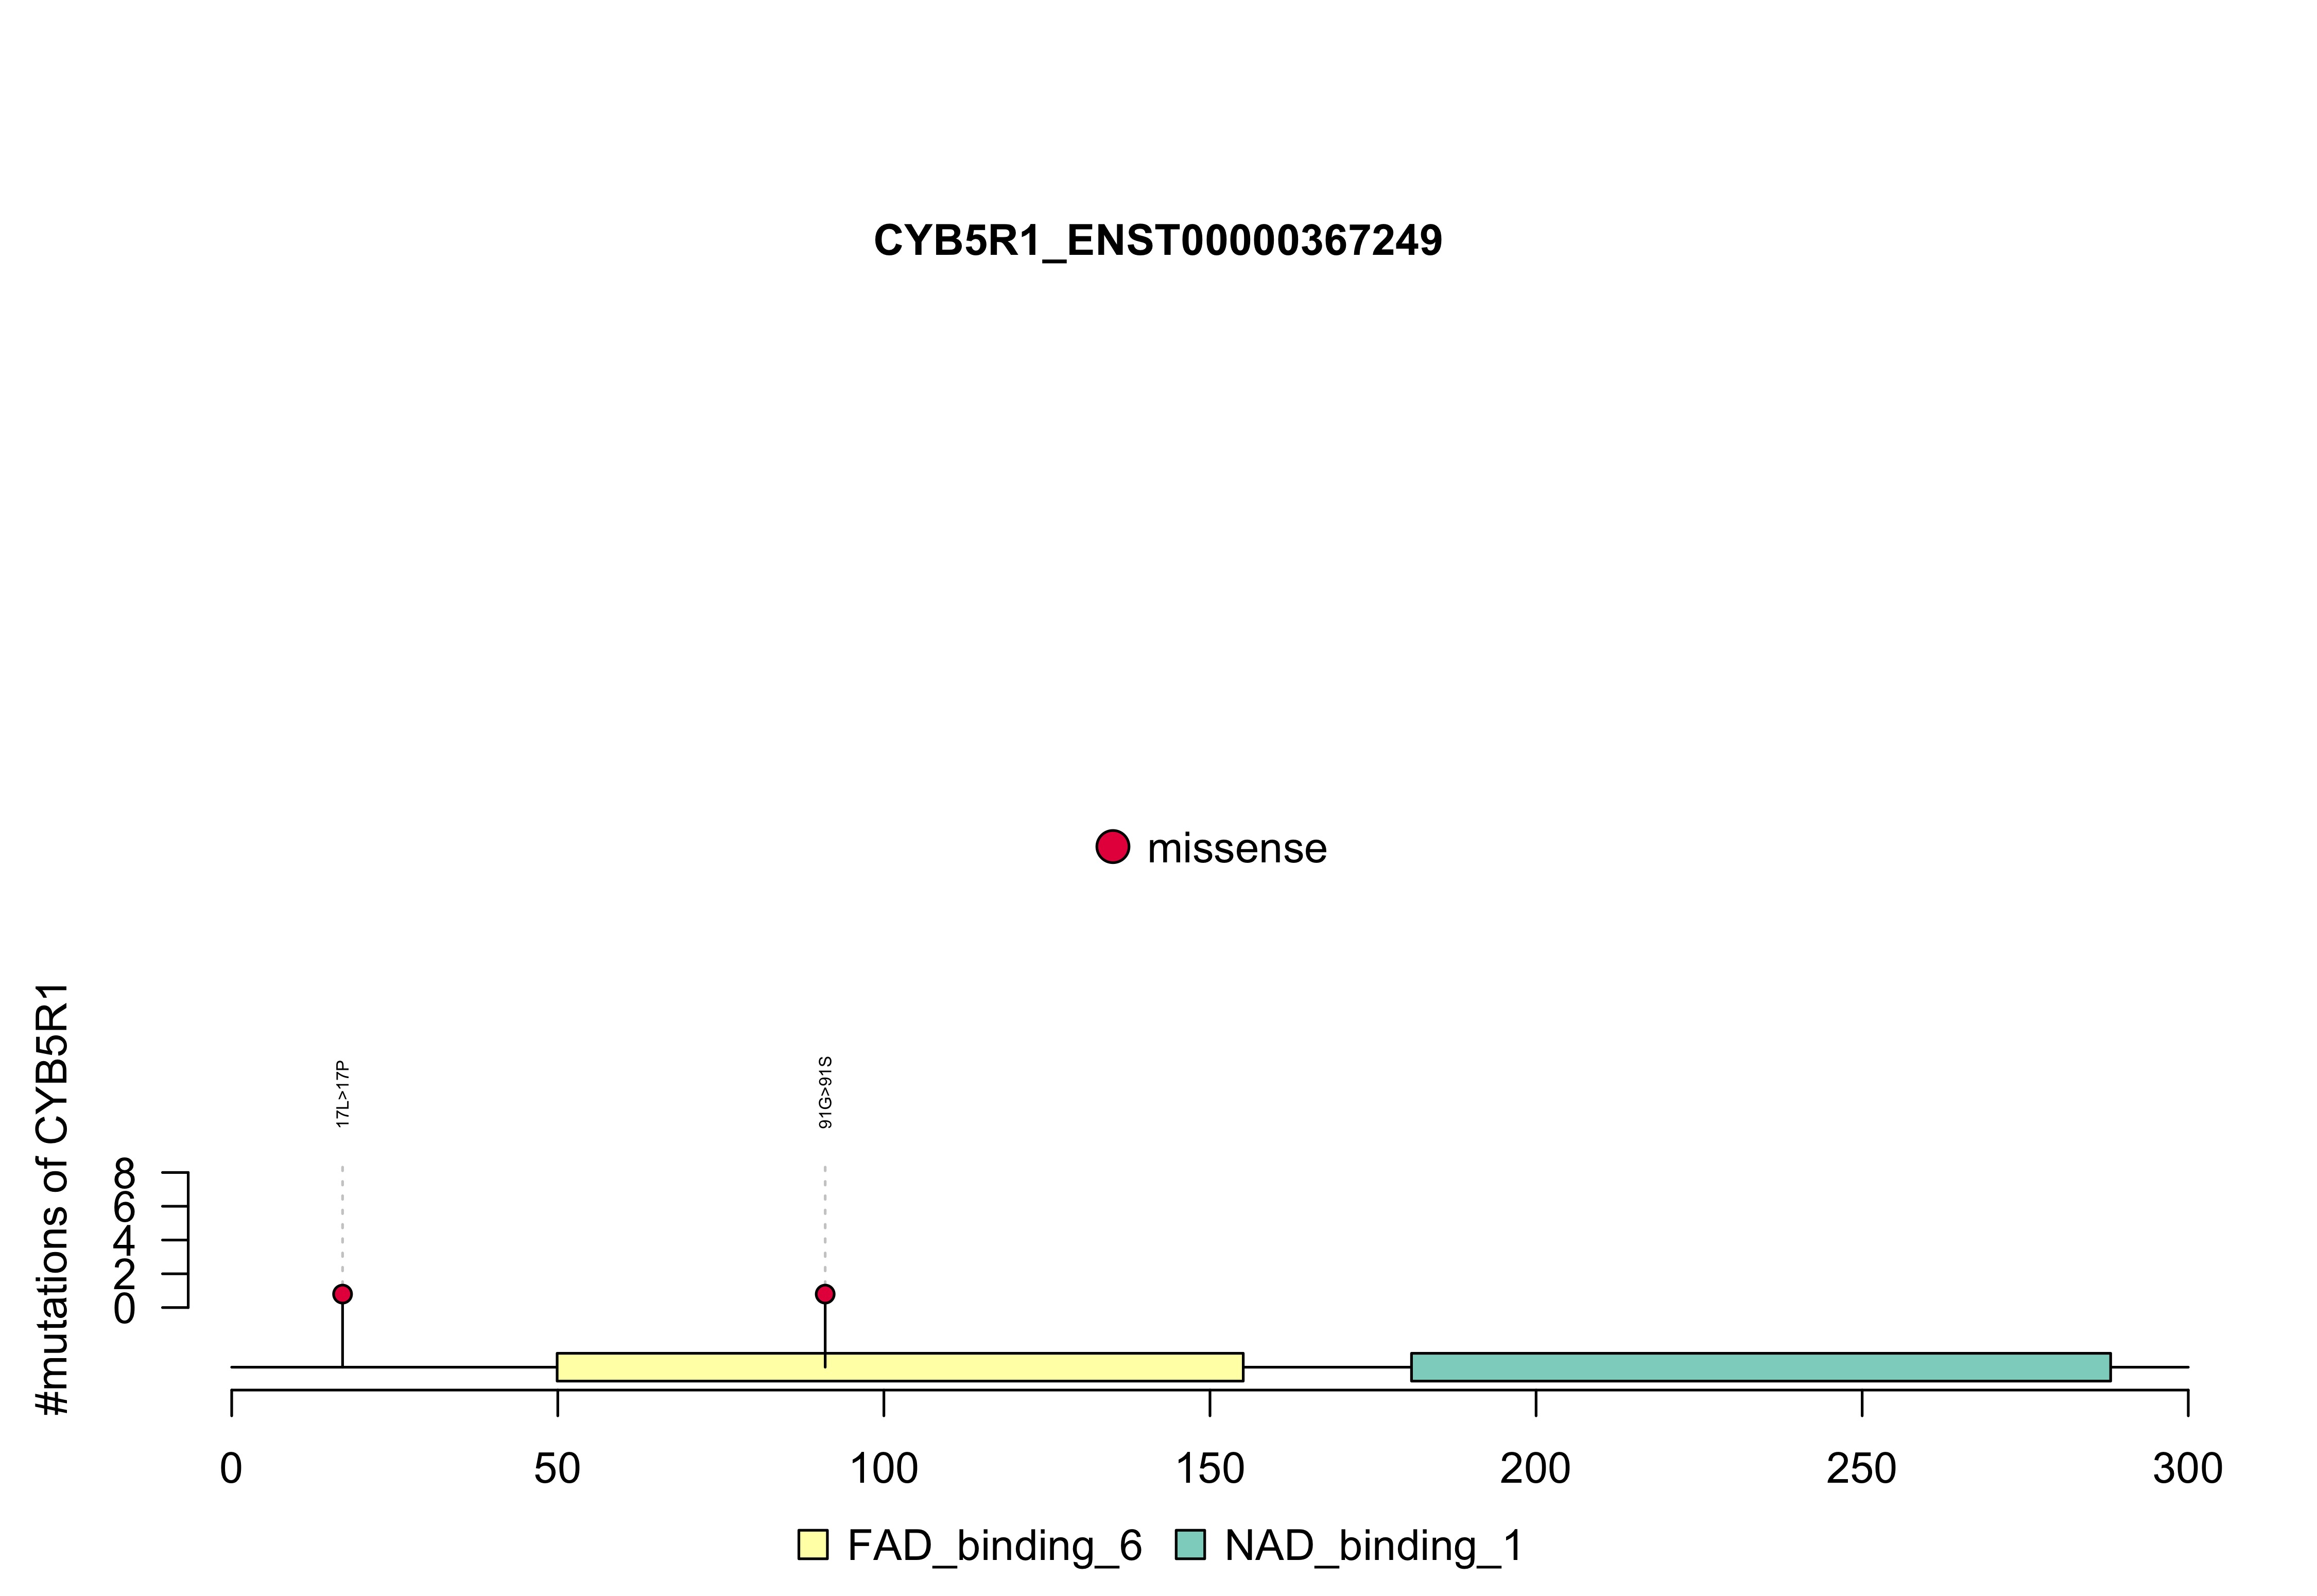 CYB5R1_ENST00000367249
missense
#mutations of CYB5R1
17L>17P
91G>91S
8
6
4
2
0
0 50 100 150 200 250 300
FAD_binding_6 NAD_binding_1